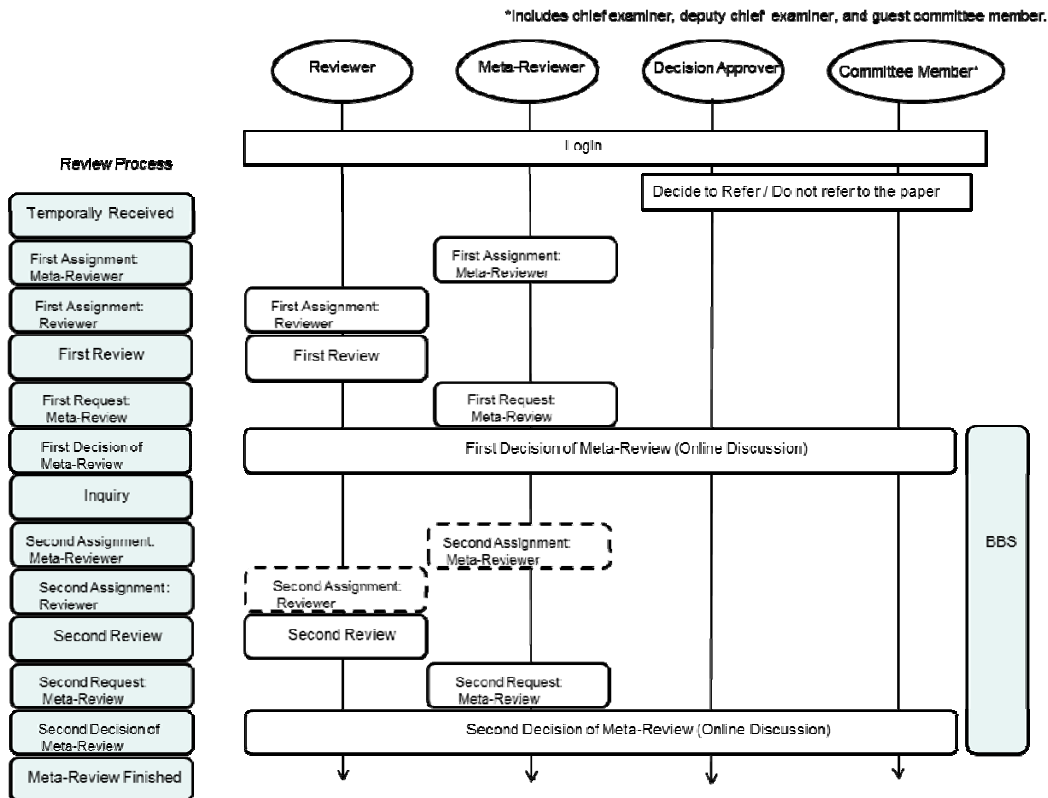 *Includes chief examiner, deputy chief examiner, and guest committee member.
Reviewer
Meta-Reviewer
Decision Approver
Committee Member*
Login
Review Process
Decide to Refer / Do not refer to the paper
Temporally Received
First Assignment:
Meta-Reviewer
First Assignment:
Meta-Reviewer
First Assignment:
Reviewer
First Assignment:
Reviewer
First Review
First Review
First Request:
Meta-Review
First Request:
Meta-Review
First Decision of
Meta-Review
First Decision of Meta-Review (Online Discussion)
Inquiry
Second Assignment:
Meta-Reviewer
Second Assignment:
Meta-Reviewer
BBS
Second Assignment:
Reviewer
Second Assignment:
Reviewer
Second Review
Second Review
Second Request:
Meta-Review
Second Request:
Meta-Review
Second Decision of
Meta-Review
Second Decision of Meta-Review (Online Discussion)
Meta-Review Finished